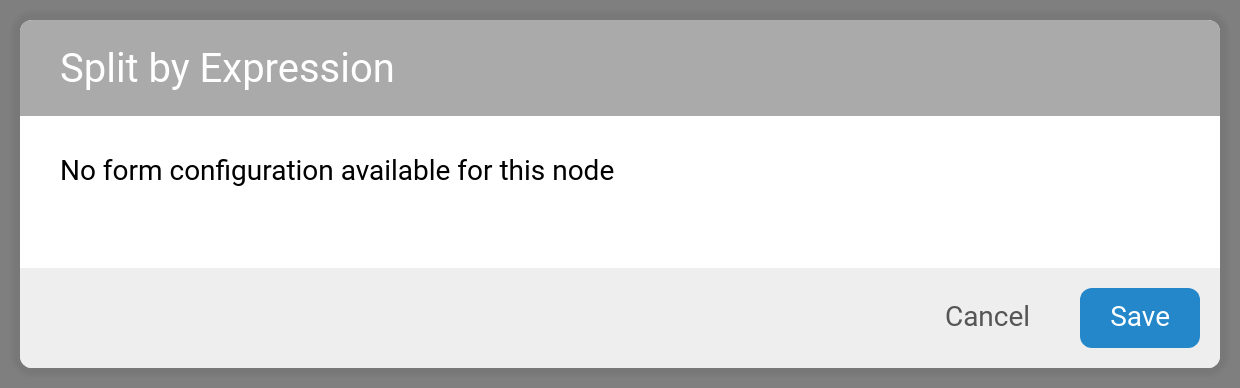 Split by Expression
No form configuration available for this node
Cancel
Save